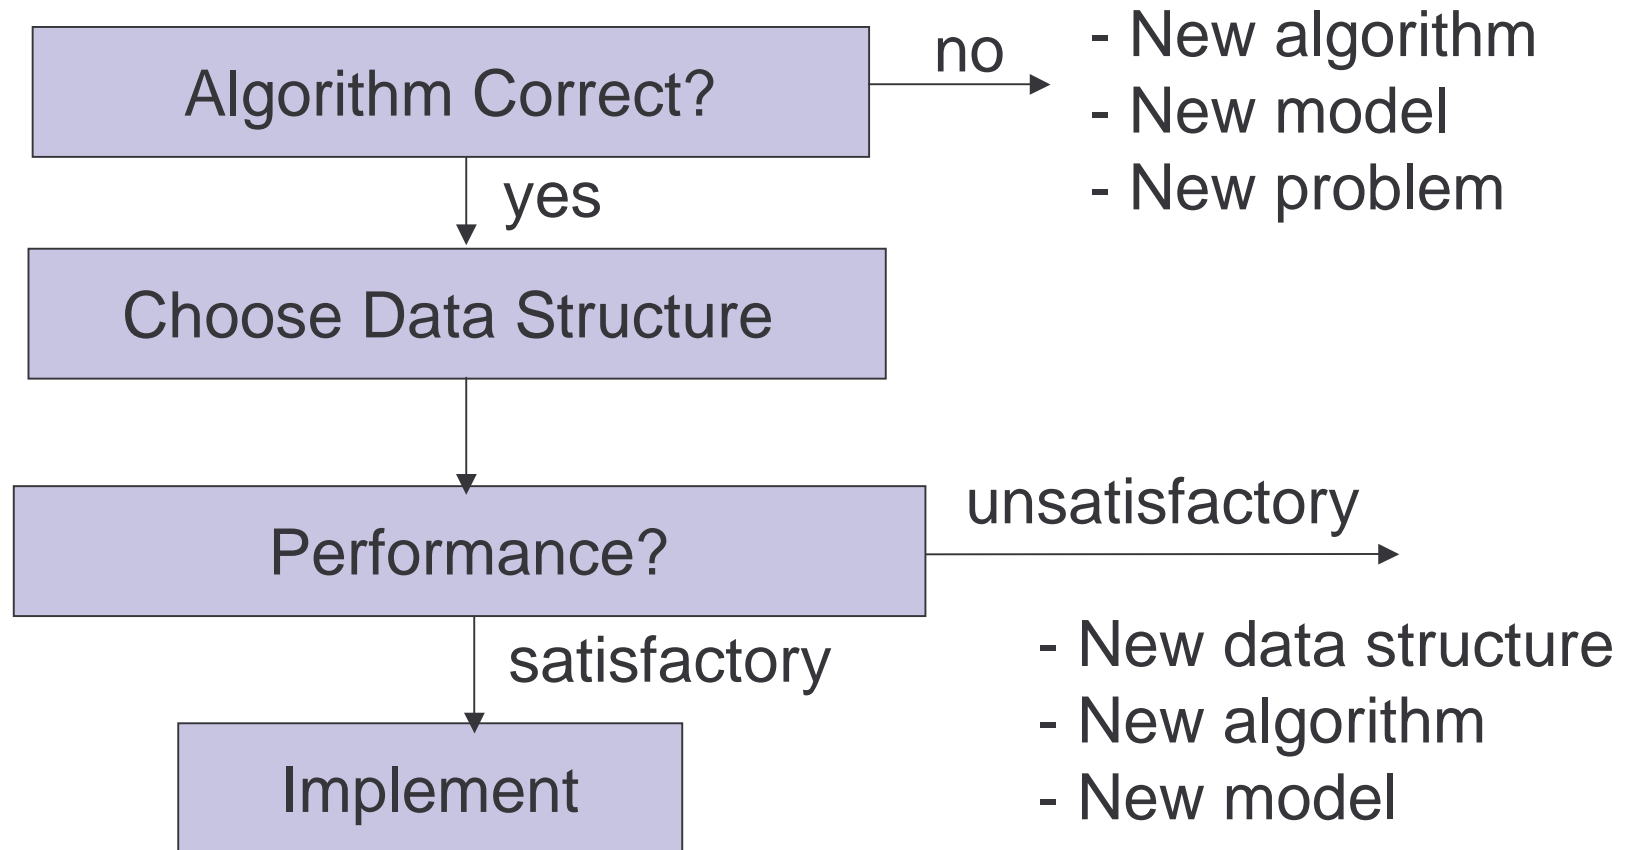 Algorithm Correct?
no
- New algorithm
- New model
- New problem
yes
Choose Data Structure
Performance?
unsatisfactory
satisfactory
- New data structure
- New algorithm
- New model
Implement